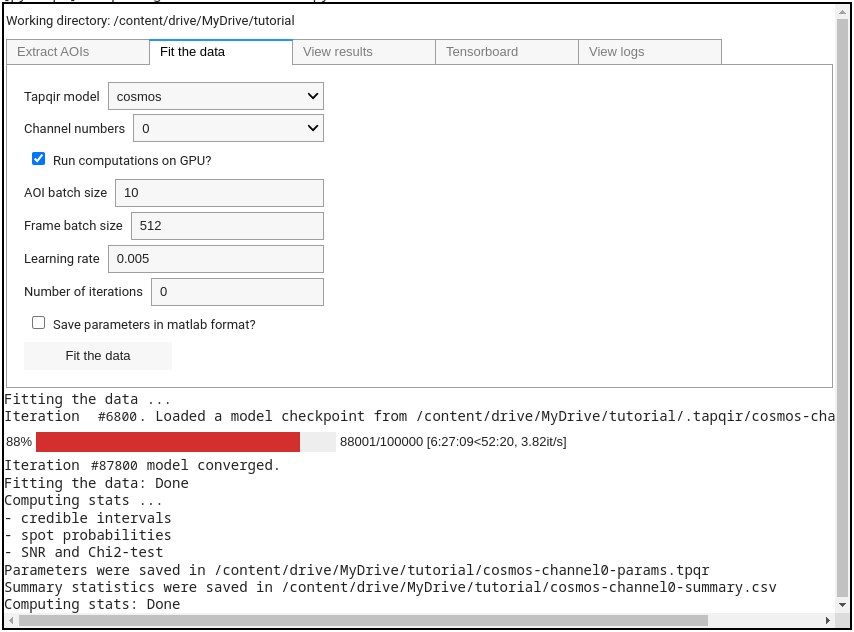 Working directory: /content/drive/MyDrive/tutorial
Extract AOIs Fit the data View results Tensorboard View logs
Tapqir model cosmos
Channel numbers 0
Run computations on GPU?
AOI batch size 10
Frame batch size 512
Learning rate 0.005
Number of iterations 0
Save parameters in matlab format?
Fit the data
Fitting the data ...
Iteration #6800. Loaded a model checkpoint from /content/drive/MyDrive/tutorial/.tapqir/cosmos-cha
88% 88001/100000 [6:27:09<52:20, 3.82it/s]
Iteration #87800 model converged.
Fitting the data: Done
Computing stats ...
- credible intervals
- spot probabilities
- SNR and Chi2-test
Parameters were saved in /content/drive/MyDrive/tutorial/cosmos-channel0-params.tpqr
Summary statistics were saved in /content/drive/MyDrive/tutorial/cosmos-channel0-summary.csv
Computing stats: Done